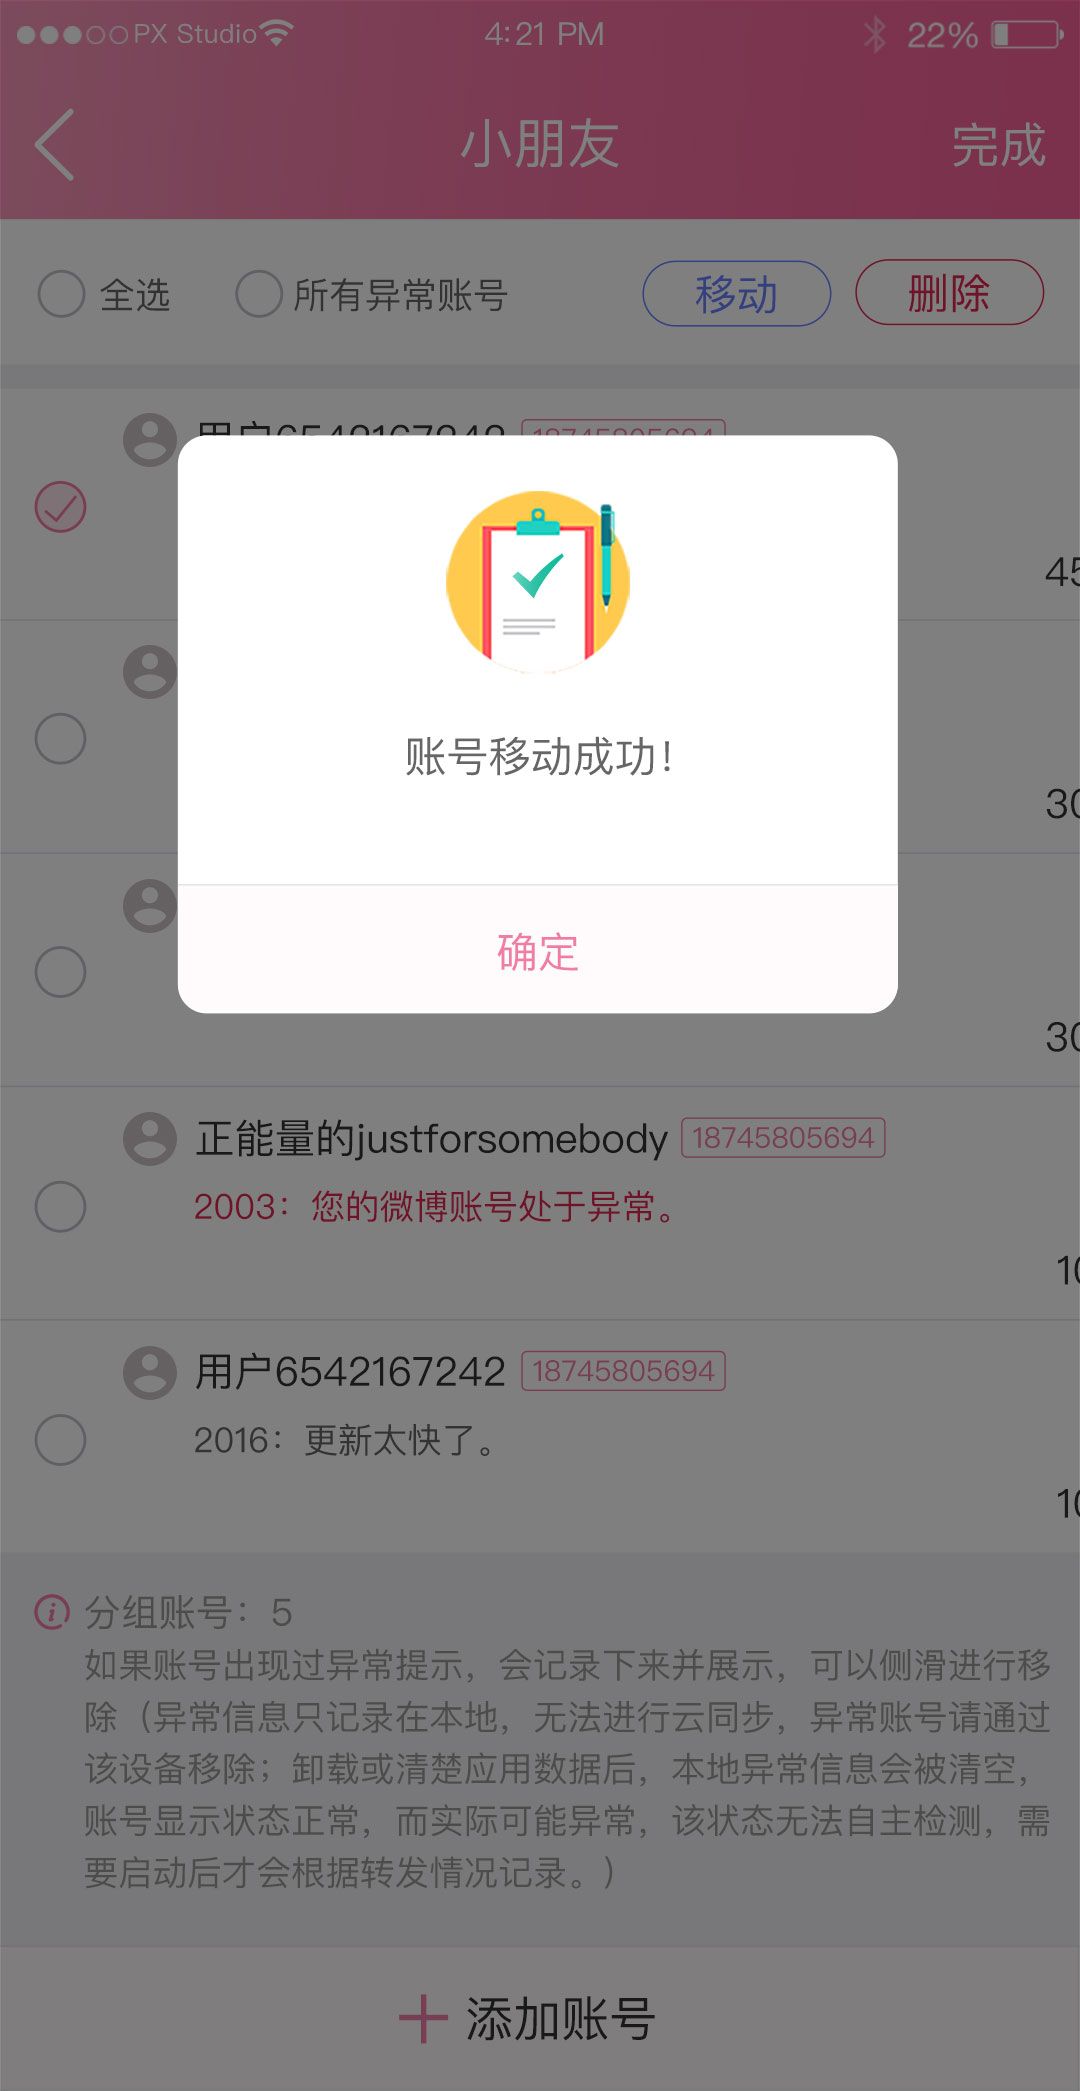 PX Studio 4:21 PM 22%
小朋友 完成
全选 所有异常账号 移动 删除
用户6542167242 18745805694
45
账号移动成功!
30
确定
30
正能量的justforsomebody 18745805694
2003：您的微博账号处于异常。
10
用户6542167242 18745805694
2016：更新太快了。
10
分组账号：5
如果账号出现过异常提示，会记录下来并展示，可以侧滑进行移
除（异常信息只记录在本地，无法进行云同步，异常账号请通过
该设备移除；卸载或清楚应用数据后，本地异常信息会被清空，
账号显示状态正常，而实际可能异常，该状态无法自主检测，需
要启动后才会根据转发情况记录。）
添加账号